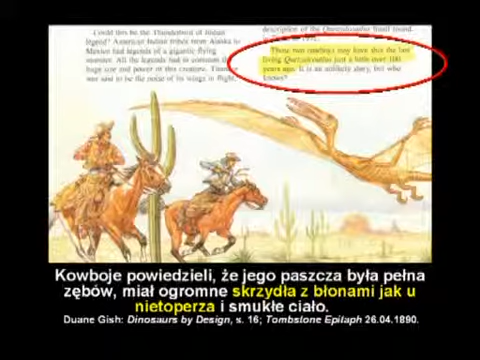 Could this be the Thunderbird of Indian
legend? American Indian tribes from Alaska to
Mexico had legends of a gigantic flying
monster. All the legends had in common the
huge size and power of this creature. Thunder
was said to be the noise of its wings in flight.
description of the Quetzalcoatlus fossil found
Those two cowboys may have shot the last
living Quetzalcoatlus just a little over 100
years ago. It is an unlikely story, but who
knows?
Kowboje powiedzieli, że jego paszcza była pełna
zębów, miał ogromne skrzydła z błonami jak u
nietoperza i smukłe ciało.
Duane Gish: Dinosaurs by Design, s. 16; Tombstone Epitaph 26.04.1890.